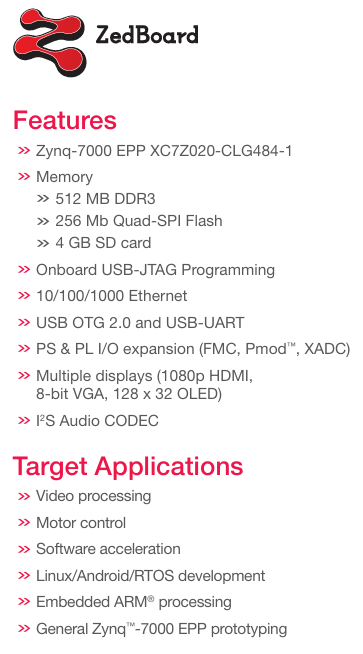 ZedBoard
Features
» Zynq-7000 EPP XC7Z020-CLG484-1
» Memory
» 512 MB DDR3
» 256 Mb Quad-SPI Flash
» 4 GB SD card
» Onboard USB-JTAG Programming
» 10/100/1000 Ethernet
» USB OTG 2.0 and USB-UART
» PS & PL I/O expansion (FMC, Pmod™, XADC)
» Multiple displays (1080p HDMI,
8-bit VGA, 128 x 32 OLED)
» I²S Audio CODEC
Target Applications
» Video processing
» Motor control
» Software acceleration
» Linux/Android/RTOS development
» Embedded ARM® processing
» General Zynq™-7000 EPP prototyping